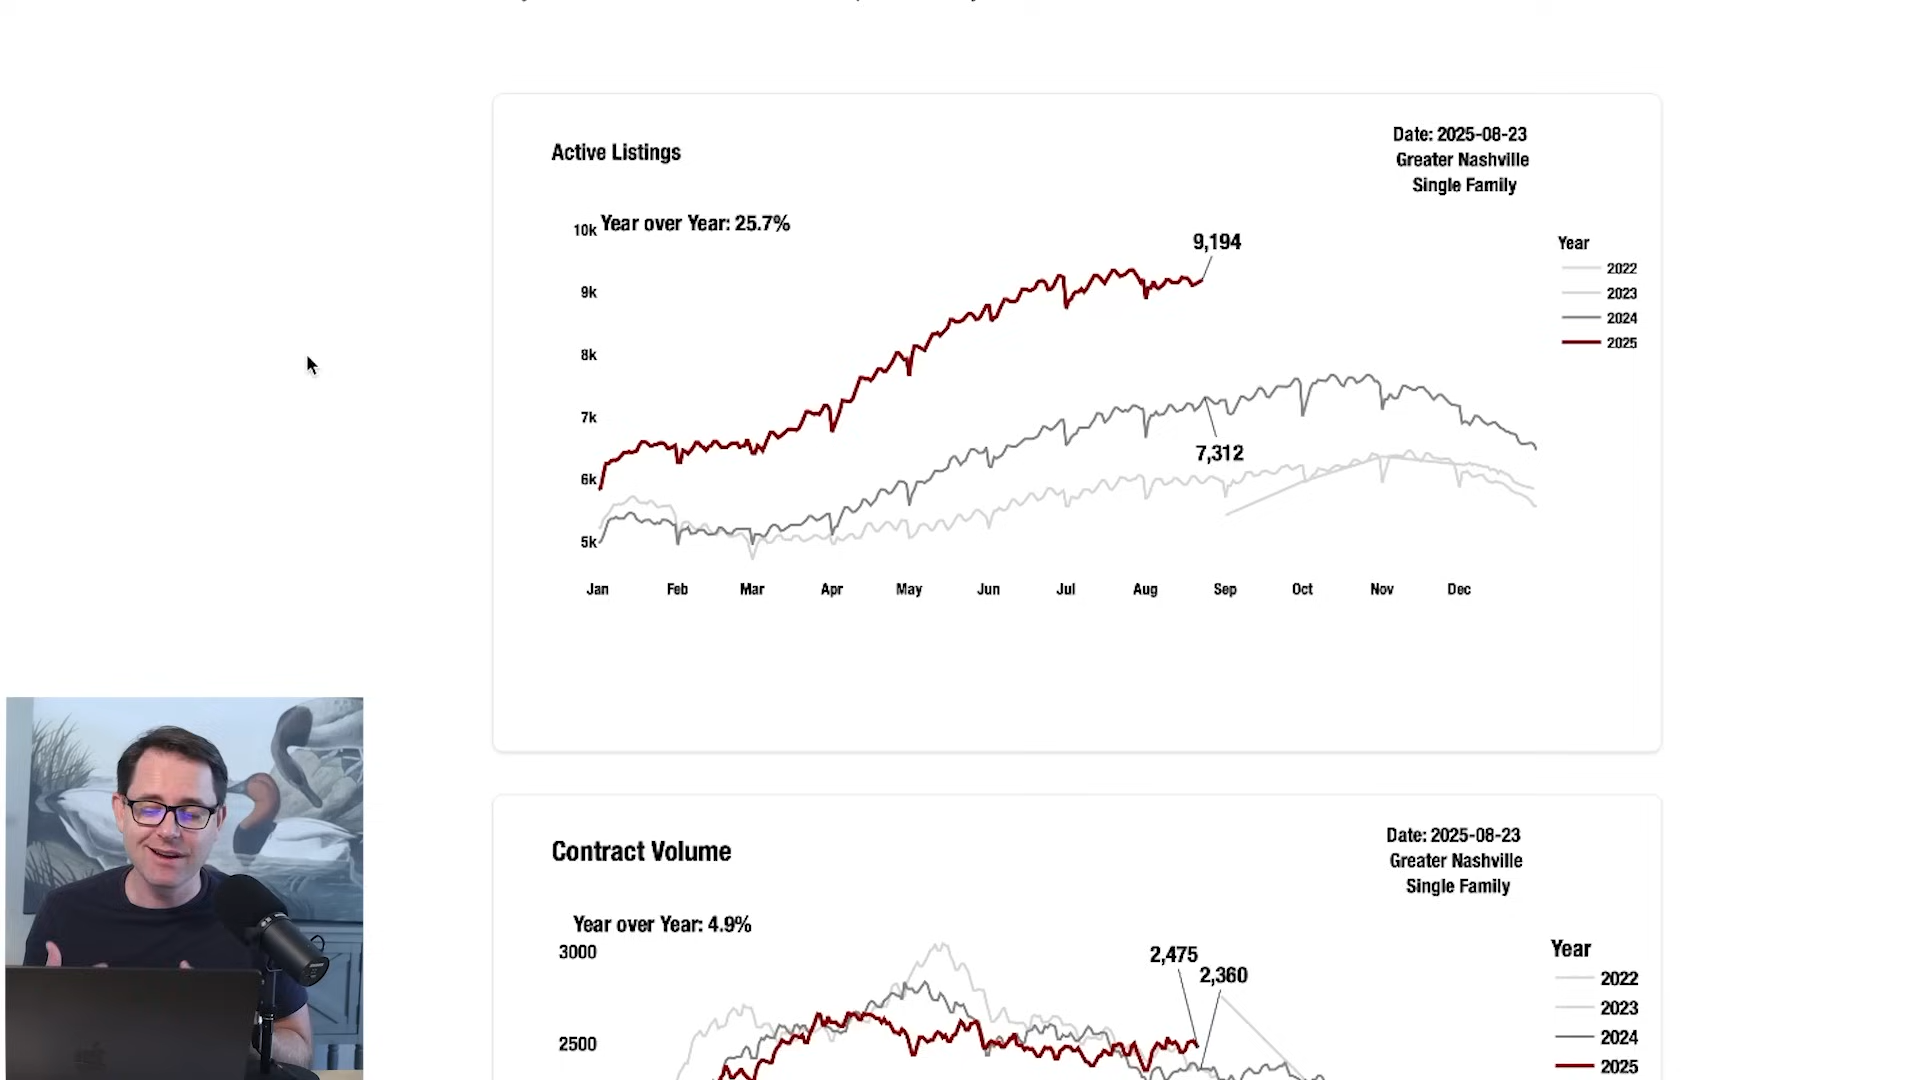 Active Listings
Date: 2025-08-23
Greater Nashville
Single Family
Year over Year: 25.7%
10k
9k
8k
7k
6k
5k
9,194
7,312
Year
2022
2023
2024
2025
Jan Feb Mar Apr May Jun Jul Aug Sep Oct Nov Dec
Contract Volume
Date: 2025-08-23
Greater Nashville
Single Family
Year over Year: 4.9%
3000
2500
2,475
2,360
Year
2022
2023
2024
2025